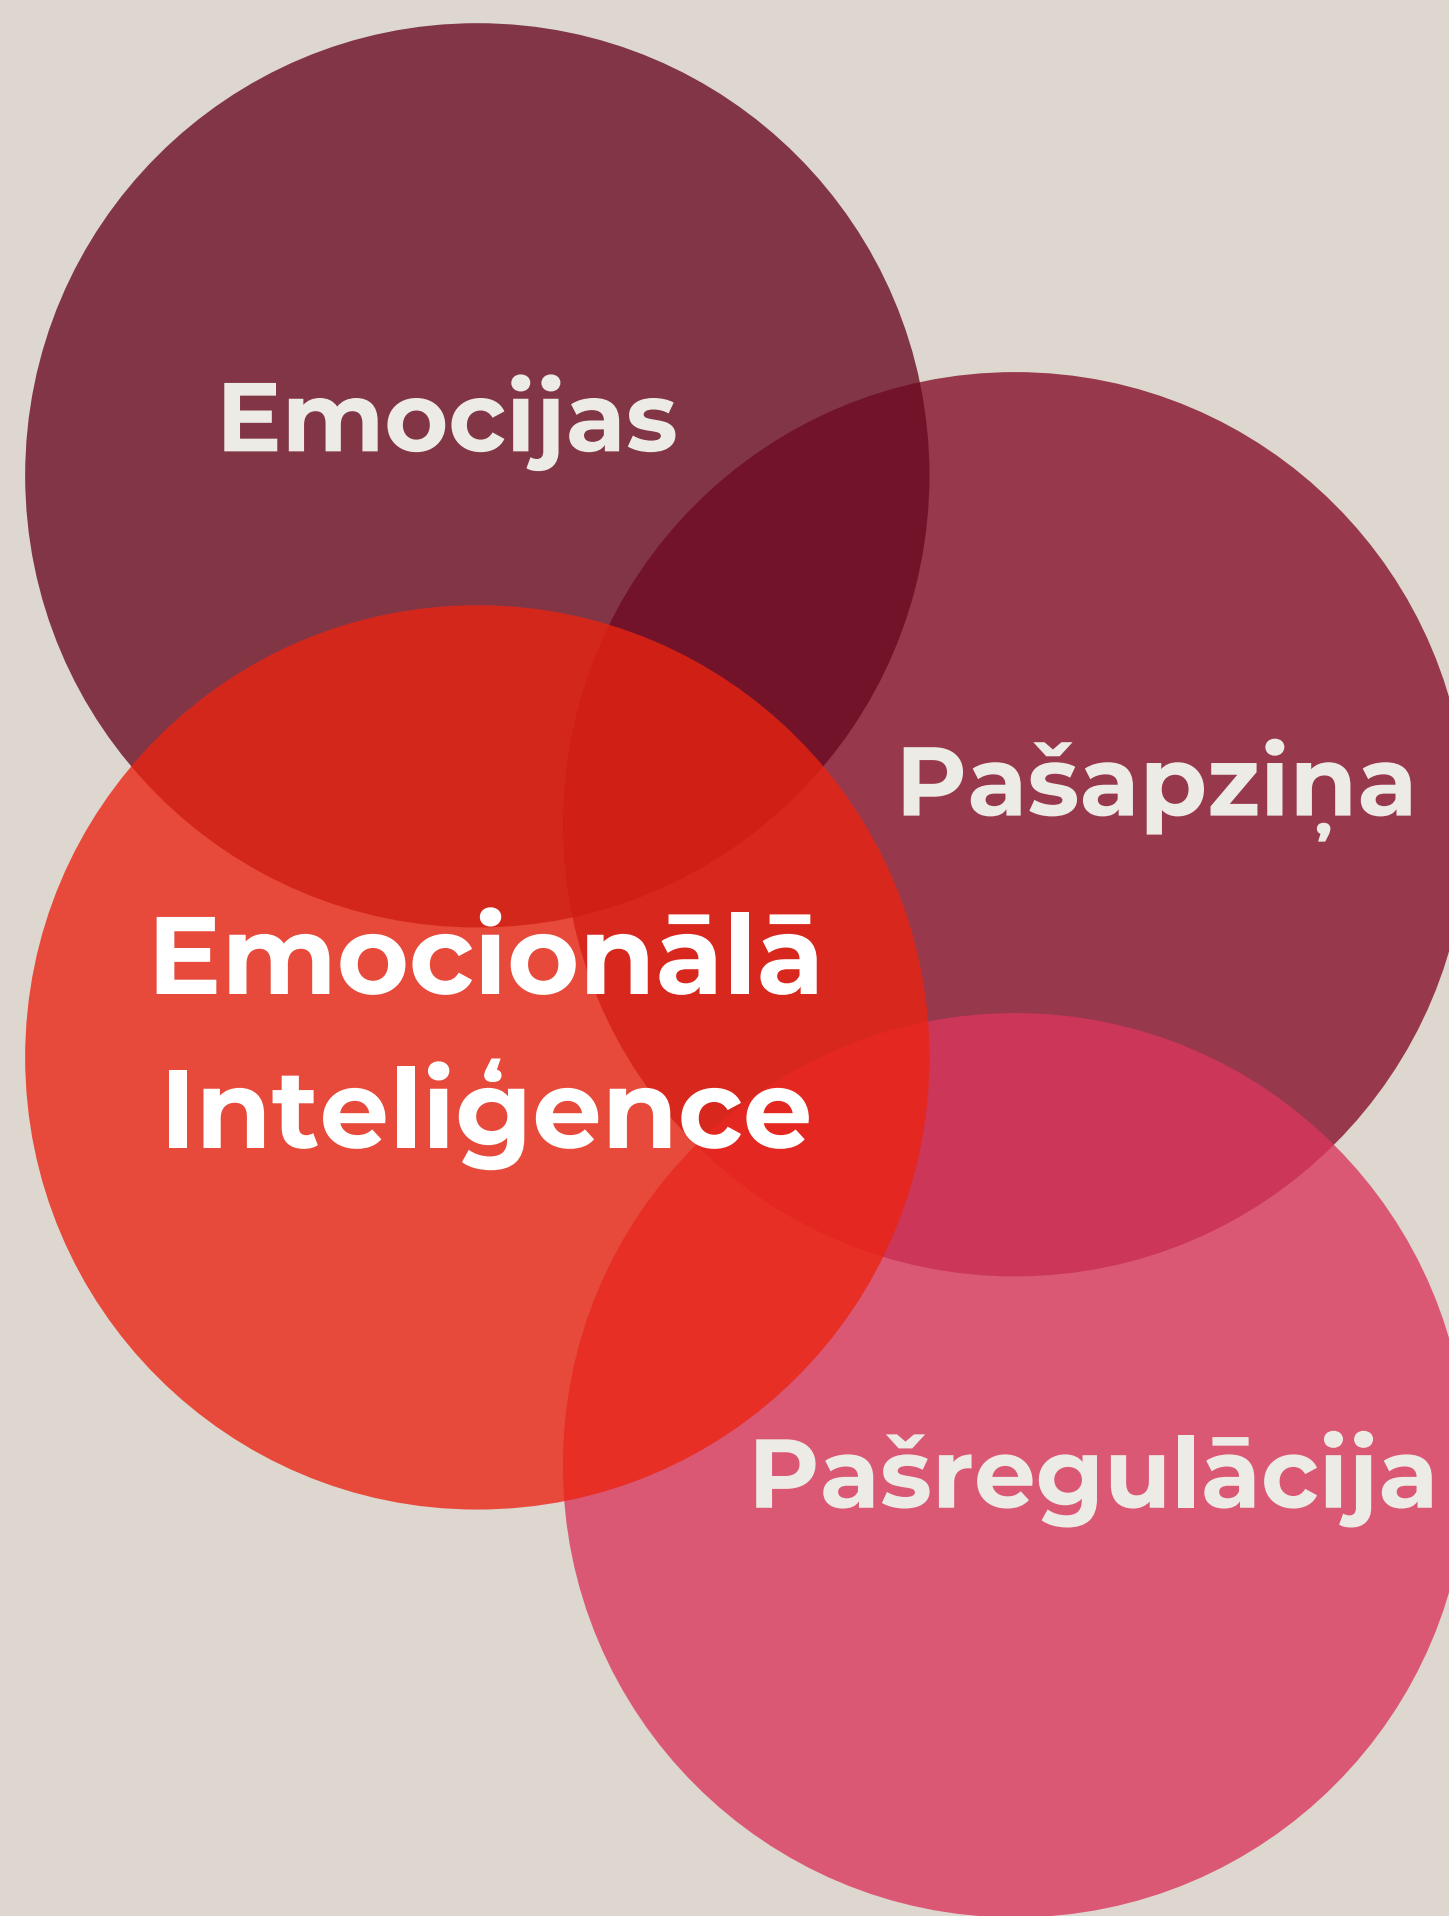 Emocijas
Pašapziņa
Emocionālā
Inteliģence
Pašregulācija